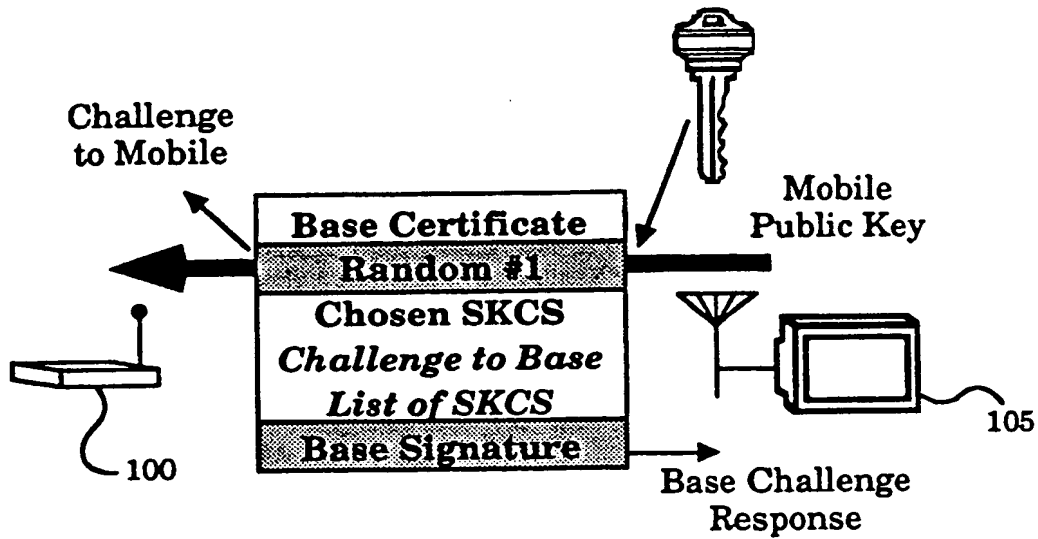 Challenge
to Mobile
Mobile
Public Key
Base Certificate
Random #1
Chosen SKCS
Challenge to Base
List of SKCS
Base Signature
100
105
Base Challenge
Response